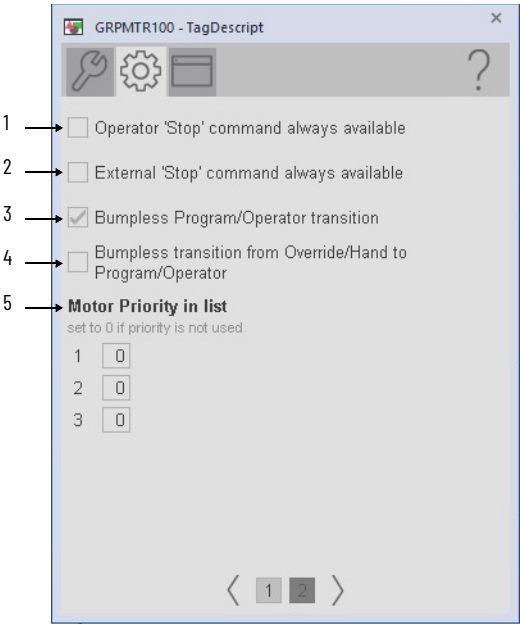 GRPMTR100 - TagDescript
×
?
1 Operator 'Stop' command always available
2 External 'Stop' command always available
3 Bumpless Program/Operator transition
4 Bumpless transition from Override/Hand to
Program/Operator
5 Motor Priority in list
set to 0 if priority is not used
1 0
2 0
3 0
1 2